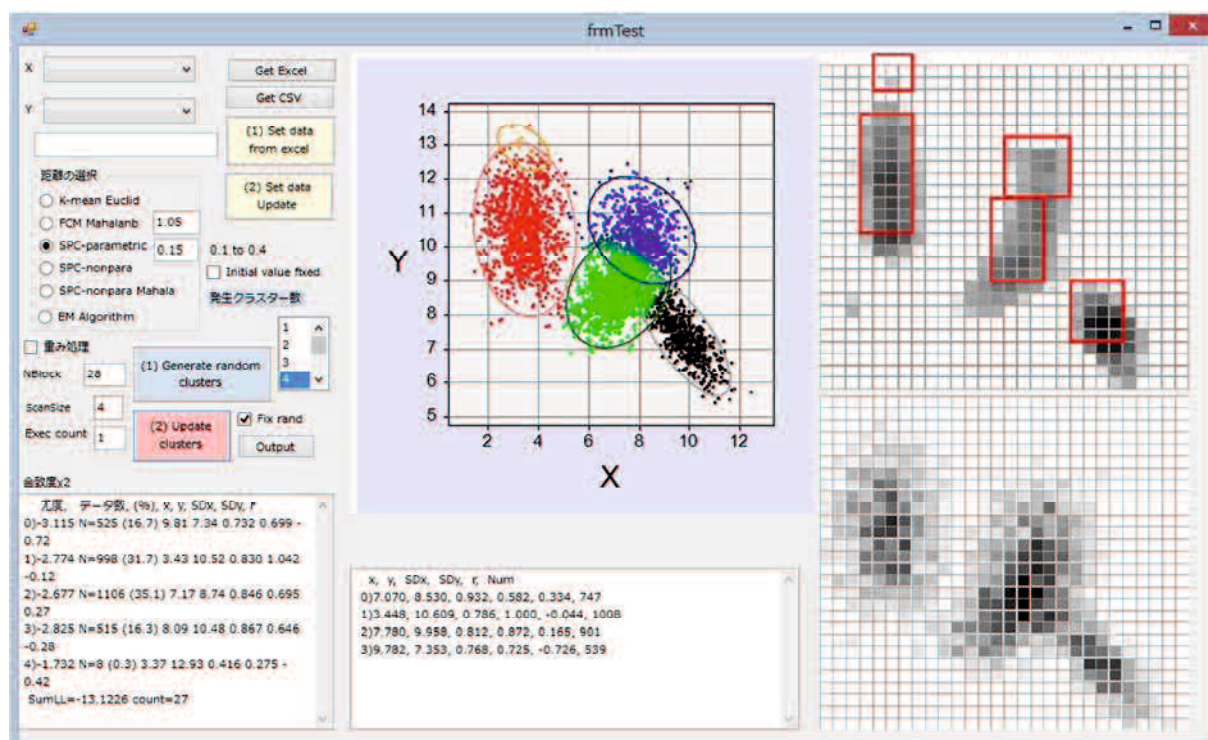 frmTest
X
Get Excel
Get CSV
Y
(1) Set data
from excel
距離の選択
(2) Set data
Update
K-mean Euclid
FCM Mahalanb 1.05
SPC-parametric 0.15 0.1 to 0.4
SPC-nonpara
Initial value fixed
SPC-nonpara Mahala
発生クラスター数
EM Algorithm
1
2
3
4
重み処理
NBlock 28
(1) Generate random
clusters
ScanSize 4
Exec count 1
(2) Update
clusters
Fix rand
Output
合致度χ2
尤度, データ数, (%), x, y, SDx, SDy, r
0)-3.115 N=525 (16.7) 9.81 7.34 0.732 0.699 -
0.72
1)-2.774 N=998 (31.7) 3.43 10.52 0.830 1.042
-0.12
2)-2.677 N=1106 (35.1) 7.17 8.74 0.846 0.695
0.27
3)-2.825 N=515 (16.3) 8.09 10.48 0.867 0.646
-0.28
4)-1.732 N=8 (0.3) 3.37 12.93 0.416 0.275 -
0.42
SumLL=-13.1226 count=27
14
13
12
11
10
9
8
7
6
5
Y
2 4 6 8 10 12
X
x, y, SDx, SDy, r, Num
0)7.070, 8.530, 0.932, 0.582, 0.334, 747
1)3.448, 10.609, 0.786, 1.000, -0.044, 1008
2)7.780, 9.958, 0.812, 0.872, 0.165, 901
3)9.782, 7.353, 0.768, 0.725, -0.726, 539